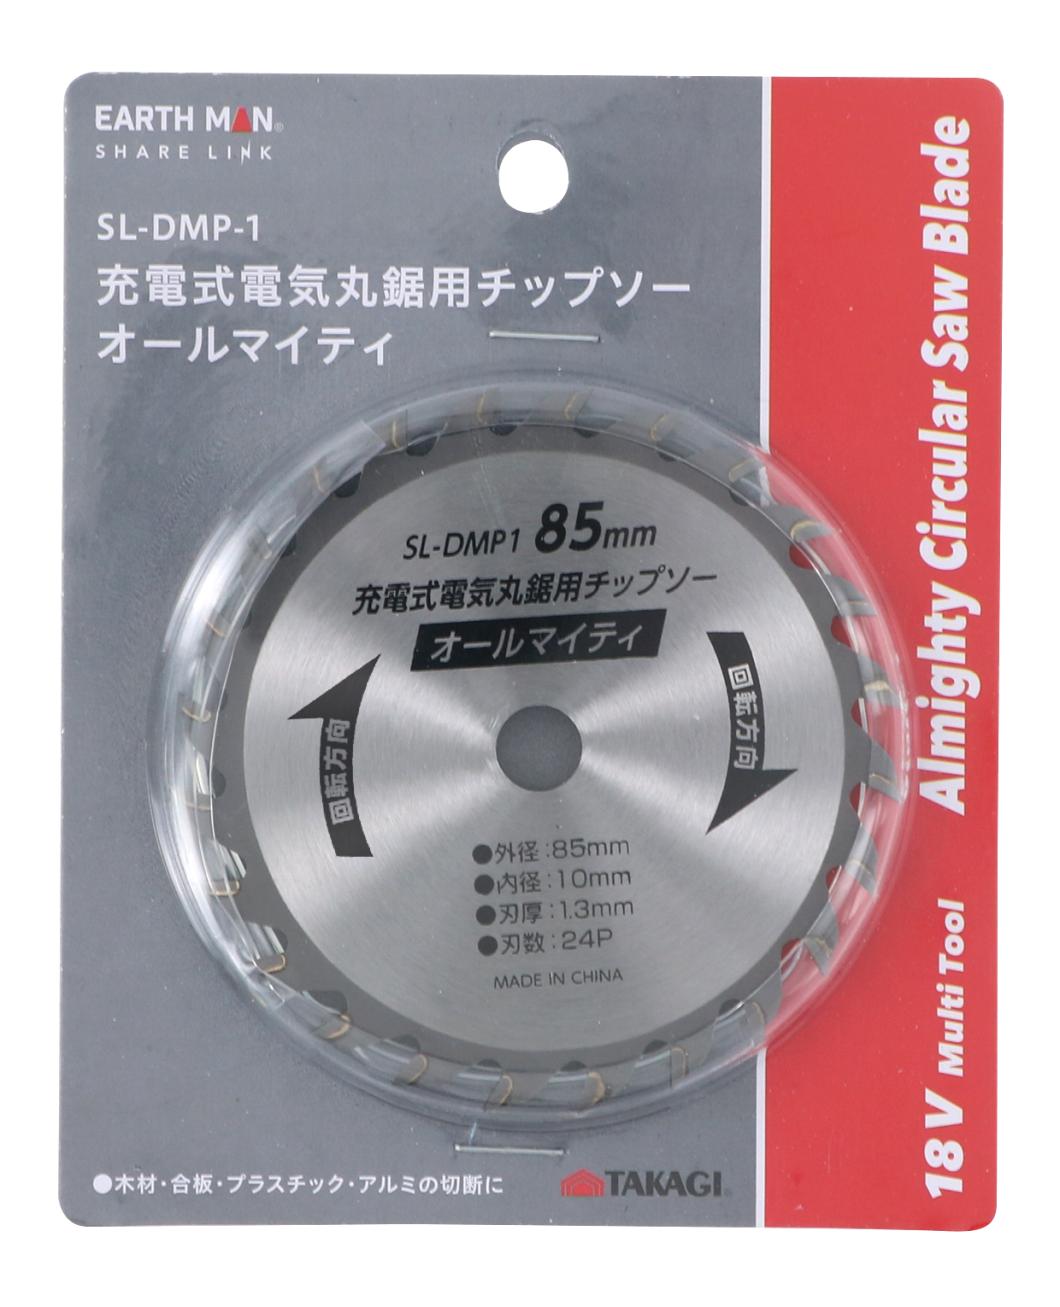 EARTH MAN®
SHARE LINK
SL-DMP-1
充電式電気丸鋸用チップソー
オールマイティ
SL-DMP1 85mm
充電式電気丸鋸用チップソー
オールマイティ
回転方向
回転方向
●外径:85mm
●内径:10mm
●刃厚:1.3mm
●刃数:24P
MADE IN CHINA
●木材・合板・プラスチック・アルミの切断に
TAKAGI®
18V Multi Tool Almighty Circular Saw Blade